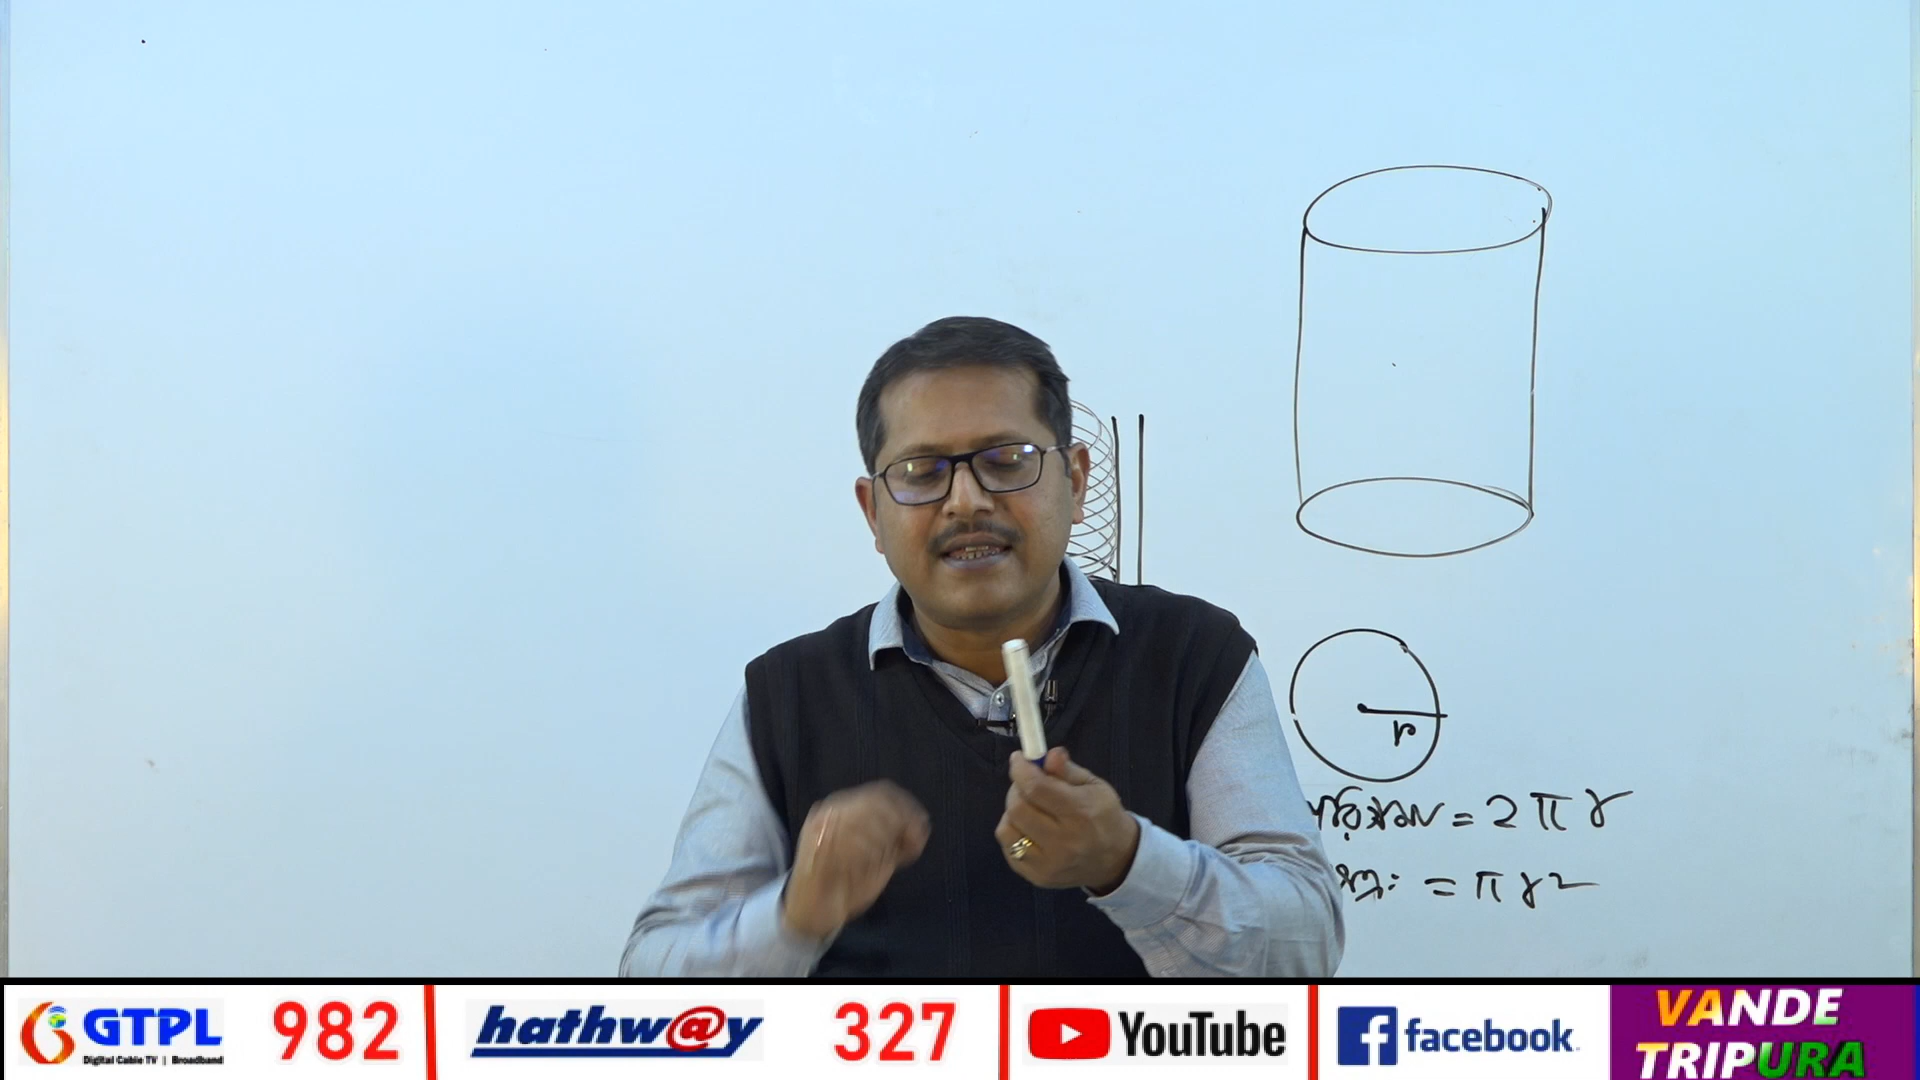 r
পরিসীমা = 2πr
ক্ষেত্র: = πr²
GTPL 982 hathw@y 327 YouTube facebook. VANDE TRIPURA
Digital Cable TV | Broadband